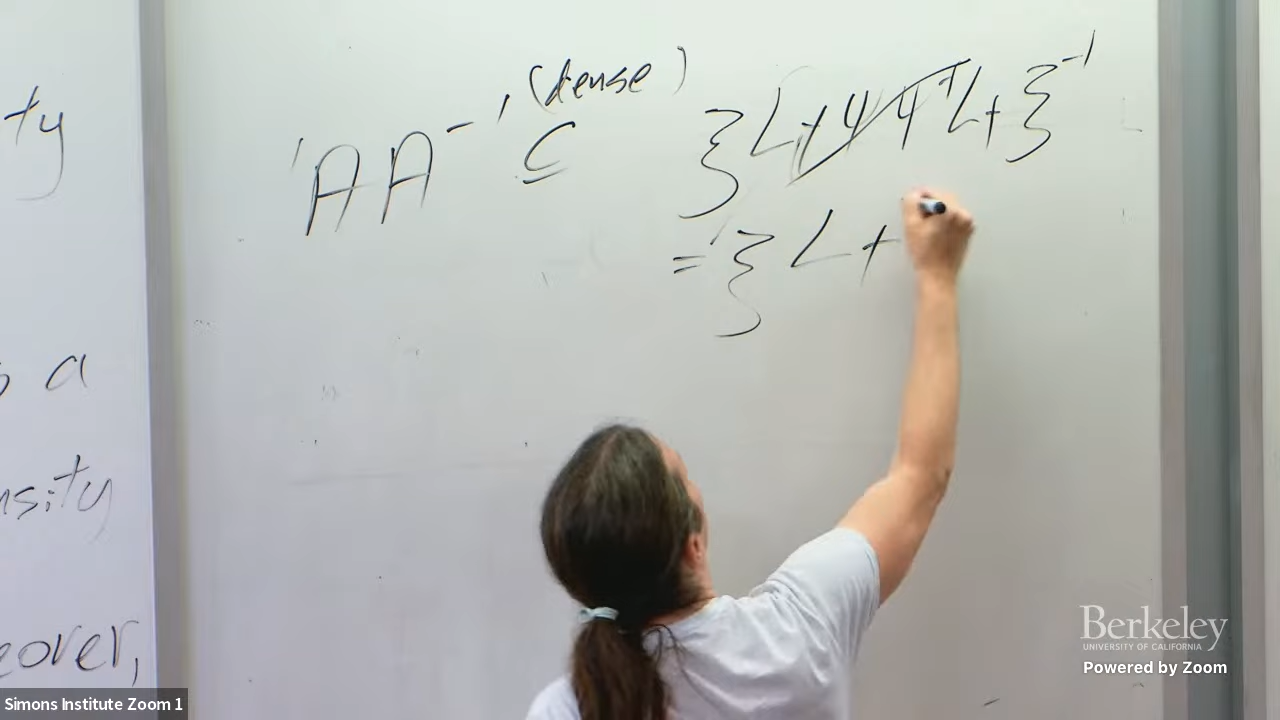 ty
a
nsity
eover,
'AA⁻' C (dense)
ξL+ψψ⁻¹L+ξ⁻¹
= ξL+
Berkeley
UNIVERSITY OF CALIFORNIA
Powered by Zoom
Simons Institute Zoom 1